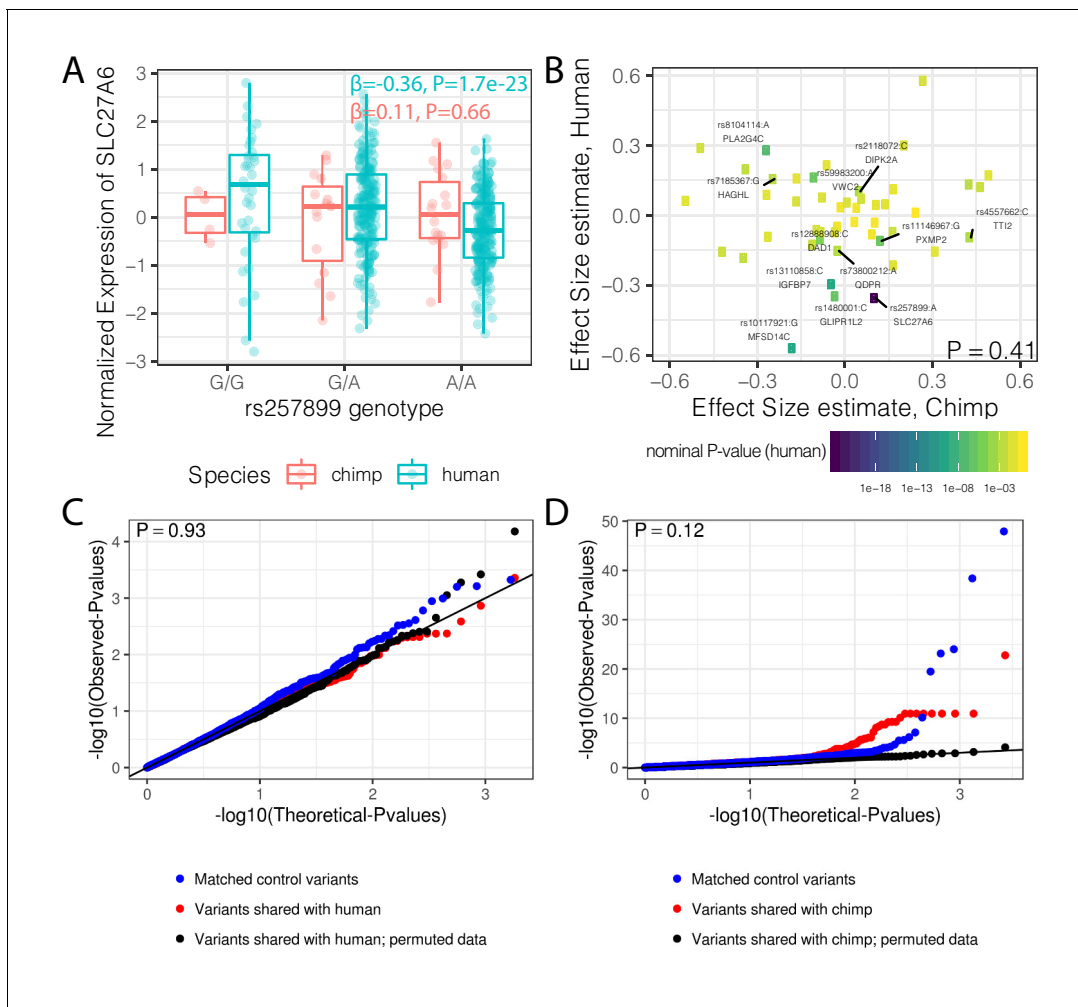 A
Normalized Expression of SLC27A6
3
2
1
0
−1
−2
−3
β=-0.36, P=1.7e-23
β=0.11, P=0.66
G/G
G/A
A/A
rs257899 genotype
Species
chimp
human
B
Effect Size estimate, Human
0.6
0.3
0.0
−0.3
−0.6
rs8104114:A
PLA2G4C
rs2118072:C
DIPK2A
rs59983200:A
VWC2
rs7185367:G
HAGHL
rs4557662:C
TTI2
rs12888908:C
DAD1
rs11146967:G
PXMP2
rs13110858:C
IGFBP7
rs73800212:A
QDPR
rs1480001:C
GLIPR1L2
rs257899:A
SLC27A6
rs10117921:G
MFSD14C
P = 0.41
−0.6
−0.3
0.0
0.3
0.6
Effect Size estimate, Chimp
nominal P-value (human)
1e−18
1e−13
1e−08
1e−03
C
P = 0.93
-log10(Observed-Pvalues)
4
3
2
1
0
0
1
2
3
-log10(Theoretical-Pvalues)
Matched control variants
Variants shared with human
Variants shared with human; permuted data
D
P = 0.12
-log10(Observed-Pvalues)
50
40
30
20
10
0
0
1
2
3
-log10(Theoretical-Pvalues)
Matched control variants
Variants shared with chimp
Variants shared with chimp; permuted data